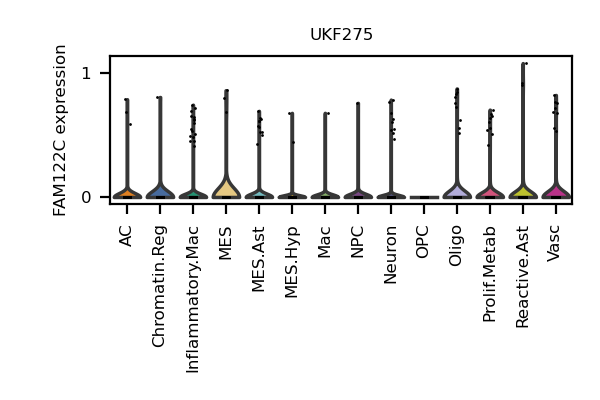 UKF275
FAM122C expression
1
0
AC
Chromatin.Reg
Inflammatory.Mac
MES
MES.Ast
MES.Hyp
Mac
NPC
Neuron
OPC
Oligo
Prolif.Metab
Reactive.Ast
Vasc